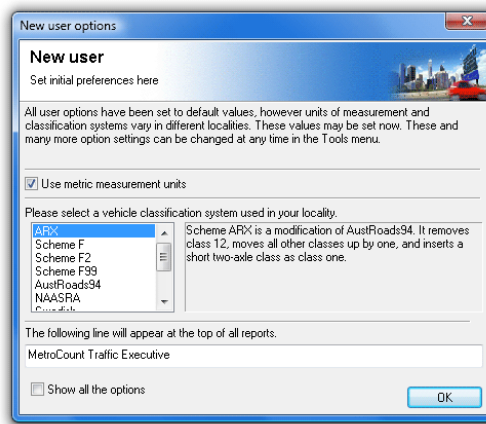 New user options
New user
Set initial preferences here
All user options have been set to default values, however units of measurement and
classification systems vary in different localities. These values may be set now. These and
many more option settings can be changed at any time in the Tools menu.
Use metric measurement units
Please select a vehicle classification system used in your locality.
ARX
Scheme F
Scheme F2
Scheme F99
AustRoads94
NAASRA
Swedish
Scheme ARX is a modification of AustRoads94. It removes
class 12, moves all other classes up by one, and inserts a
short two-axle class as class one.
The following line will appear at the top of all reports.
MetroCount Traffic Executive
Show all the options
OK